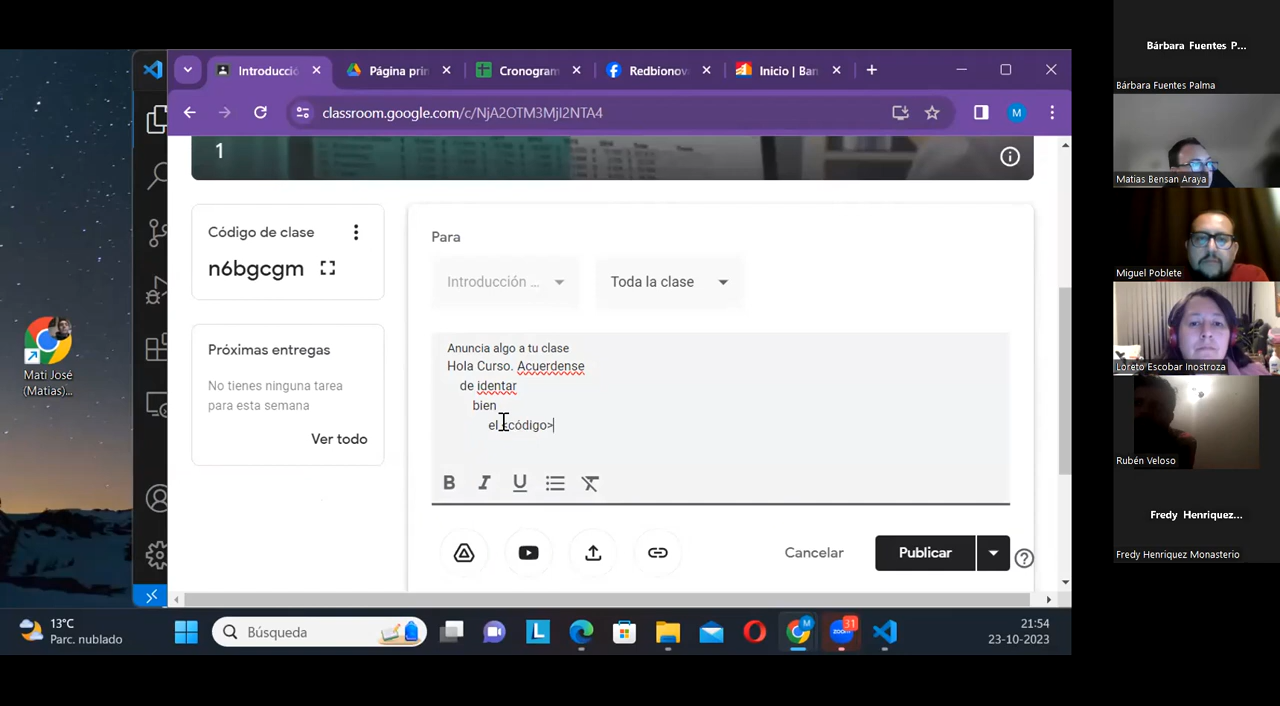 Introducció
Página prin
Cronogram
Redbionov
Inicio | Ban
classroom.google.com/c/NjA2OTM3MjI2NTA4
M
1
Código de clase
n6bgcgm
Próximas entregas
No tienes ninguna tarea
para esta semana
Ver todo
Para
Introducción ...
Toda la clase
Anuncia algo a tu clase
Hola Curso. Acuerdense
de identar
bien
el <código>
B I U
Cancelar
Publicar
Mati José
(Matías)...
13°C
Parc. nublado
Búsqueda
L
M
31
zoom
21:54
23-10-2023
Bárbara Fuentes P...
Bárbara Fuentes Palma
Matias Bensan Araya
Miguel Poblete
Loreto Escobar Inostroza
Rubén Veloso
Fredy Henriquez...
Fredy Henriquez Monasterio